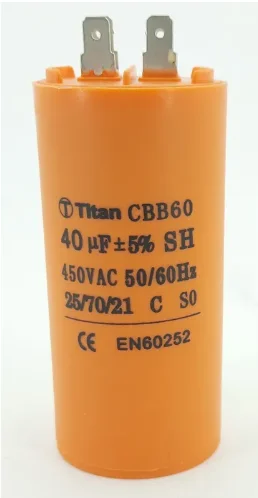 Titan CBB60
40 µF±5% SH
450VAC 50/60Hz
25/70/21 C S0
CE EN60252